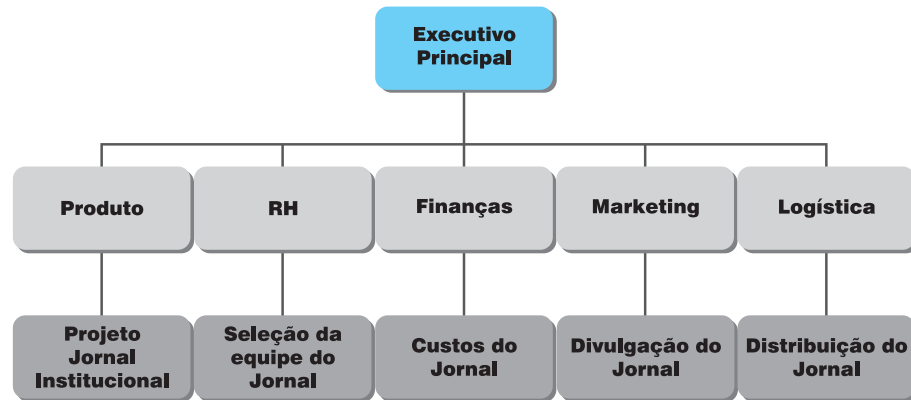 Executivo
Principal
Produto
RH
Finanças
Marketing
Logística
Projeto
Jornal
Institucional
Seleção da
equipe do
Jornal
Custos do
Jornal
Divulgação do
Jornal
Distribuição do
Jornal